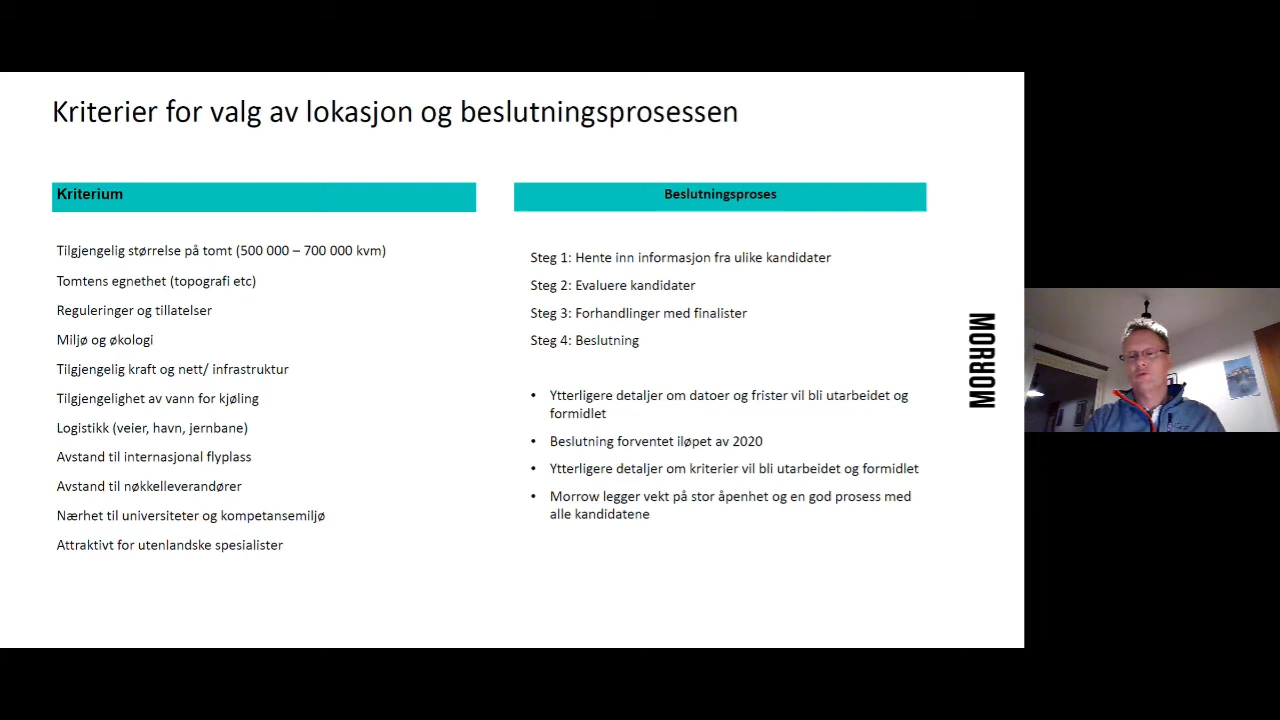 Kriterier for valg av lokasjon og beslutningsprosessen
Kriterium
Tilgjengelig størrelse på tomt (500 000 – 700 000 kvm)
Tomtens egnethet (topografi etc)
Reguleringer og tillatelser
Miljø og økologi
Tilgjengelig kraft og nett/ infrastruktur
Tilgjengelighet av vann for kjøling
Logistikk (veier, havn, jernbane)
Avstand til internasjonal flyplass
Avstand til nøkkelleverandører
Nærhet til universiteter og kompetansemiljø
Attraktivt for utenlandske spesialister
Beslutningsproses
Steg 1: Hente inn informasjon fra ulike kandidater
Steg 2: Evaluere kandidater
Steg 3: Forhandlinger med finalister
Steg 4: Beslutning
• Ytterligere detaljer om datoer og frister vil bli utarbeidet og
formidlet
• Beslutning forventet iløpet av 2020
• Ytterligere detaljer om kriterier vil bli utarbeidet og formidlet
• Morrow legger vekt på stor åpenhet og en god prosess med
alle kandidatene
MORROW